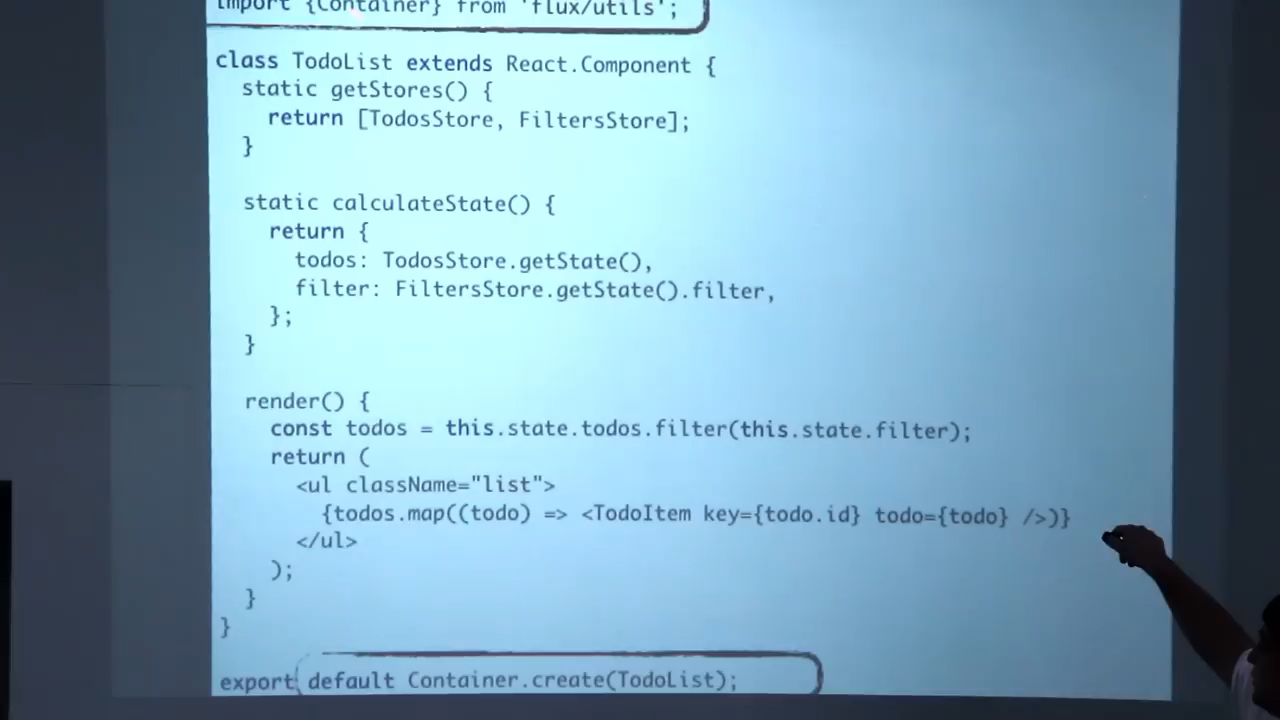 import {Container} from 'flux/utils';
class TodoList extends React.Component {
static getStores() {
return [TodosStore, FiltersStore];
}
static calculateState() {
return {
todos: TodosStore.getState(),
filter: FiltersStore.getState().filter,
};
}
render() {
const todos = this.state.todos.filter(this.state.filter);
return (
<ul className="list">
{todos.map((todo) => <TodoItem key={todo.id} todo={todo} />)}
</ul>
);
}
}
export default Container.create(TodoList);